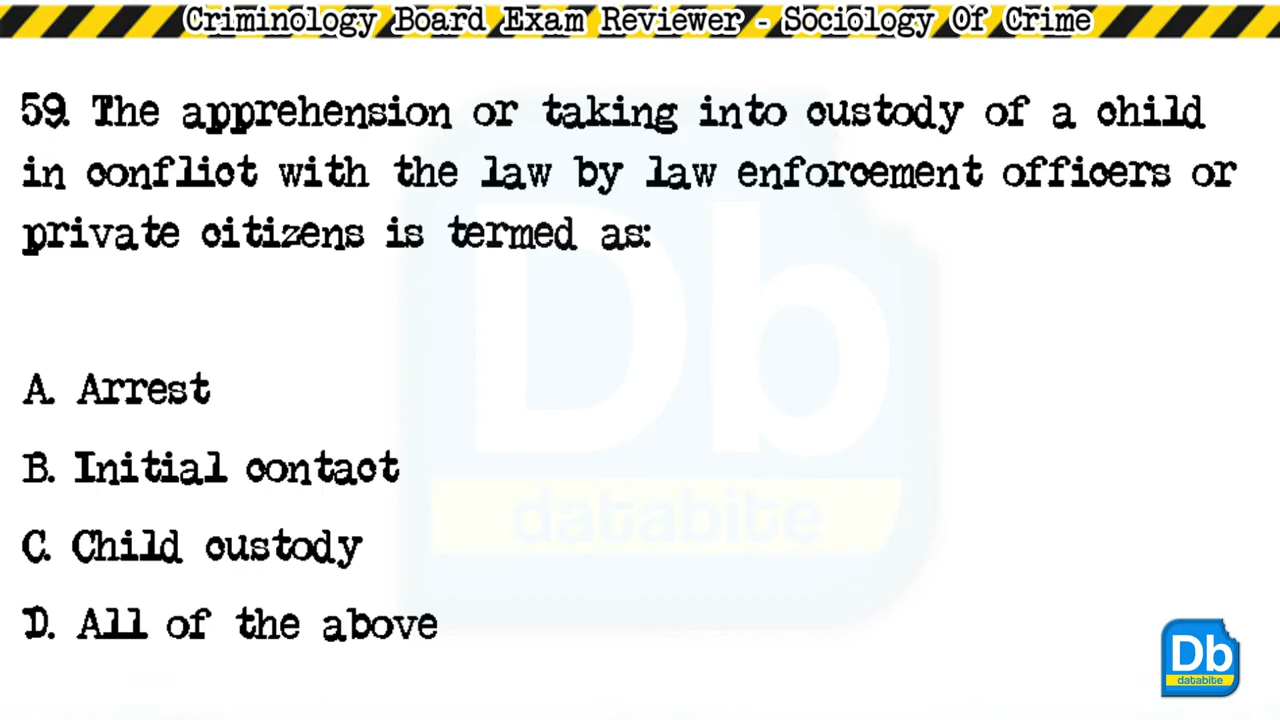 Criminology Board Exam Reviewer - Sociology Of Crime
59. The apprehension or taking into custody of a child
in conflict with the law by law enforcement officers or
private citizens is termed as:
A. Arrest
B. Initial contact
C. Child custody
D. All of the above
Db
databite
Db
databite